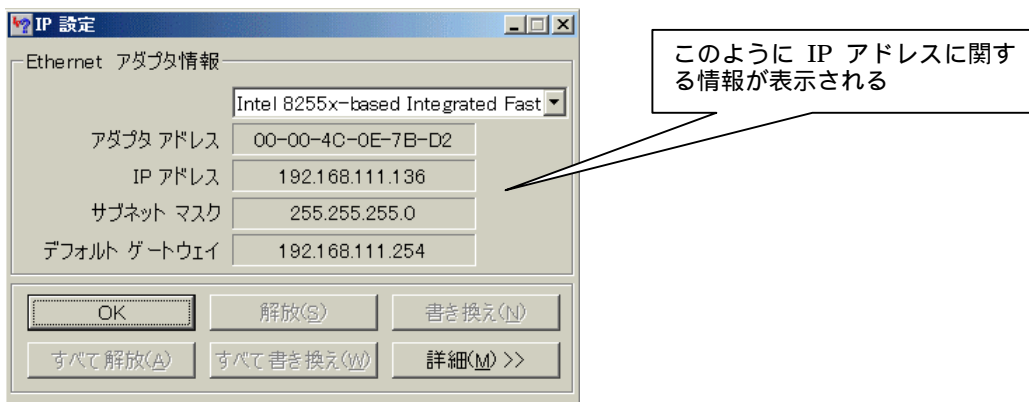 IP 設定
このように IP アドレスに関す
る情報が表示される
Ethernet アダプタ情報
Intel 8255x-based Integrated Fast
アダプタ アドレス 00-00-4C-0E-7B-D2
IP アドレス 192.168.111.136
サブネット マスク 255.255.255.0
デフォルト ゲートウェイ 192.168.111.254
OK 解放(S) 書き換え(N)
すべて解放(A) すべて書き換え(W) 詳細(M) >>